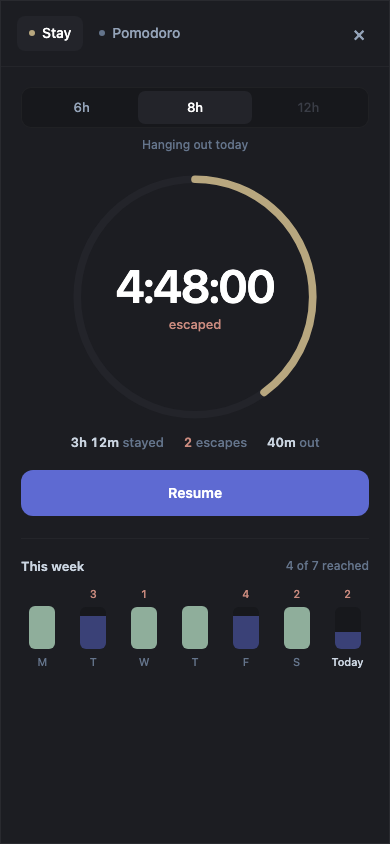 Stay Pomodoro ×
6h 8h 12h
Hanging out today
4:48:00
escaped
3h 12m stayed 2 escapes 40m out
Resume
This week 4 of 7 reached
3 1 4 2 2
M T W T F S Today